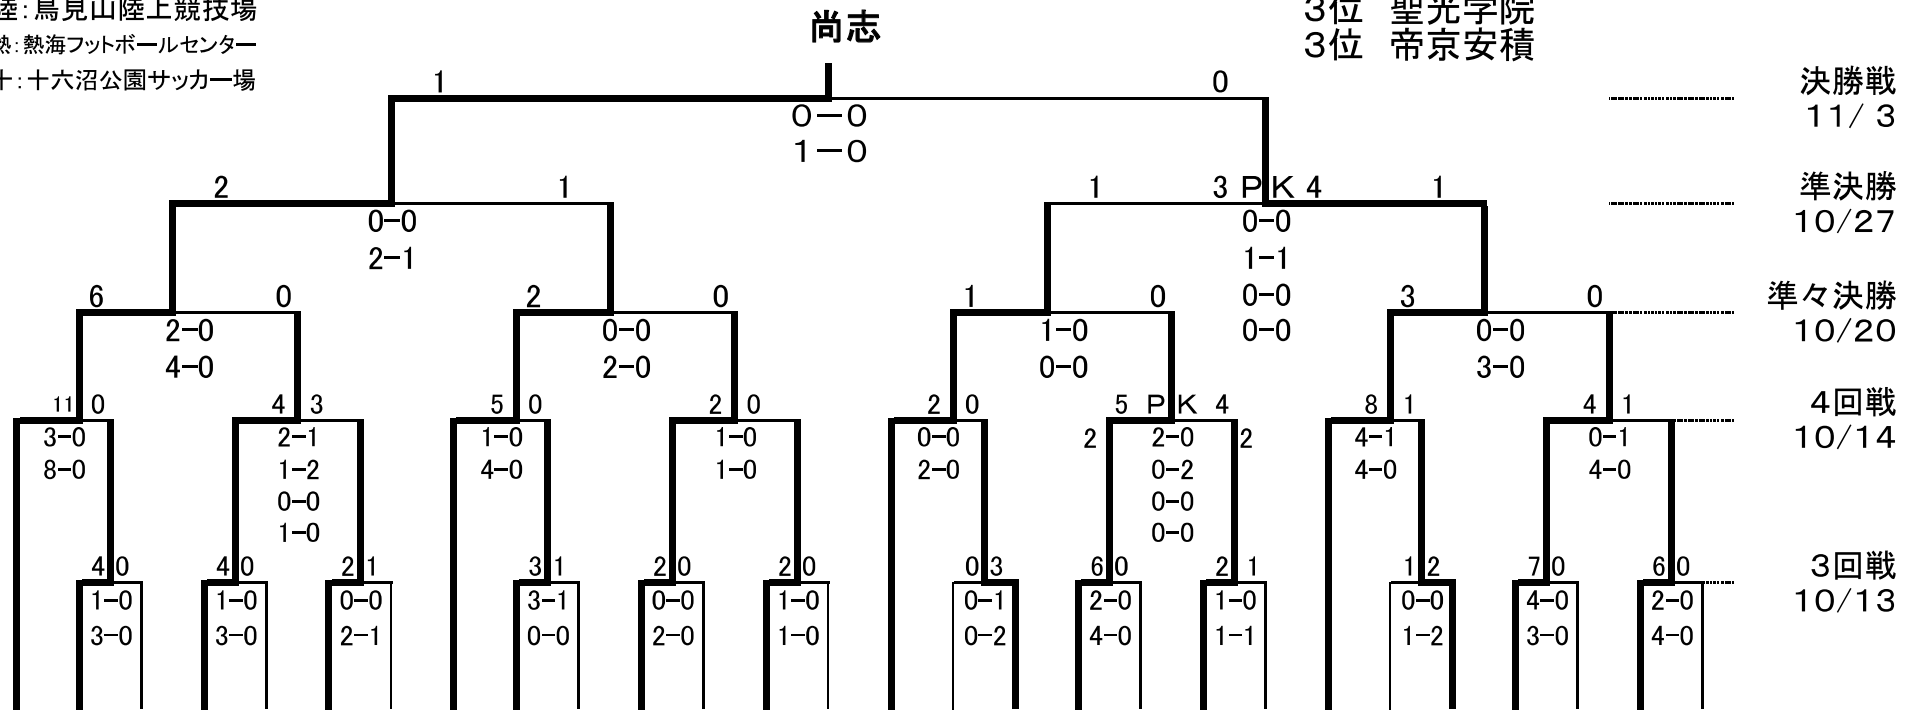 陸：鳥見山陸上競技場
熱：熱海フットボールセンター
十：十六沼公園サッカー場
尚志
3位 聖光学院
3位 帝京安積
1 0 決勝戦
0－0 11/ 3
1－0
2 1 1 3 PK 4 1 準決勝
0-0 0-0 10/27
2-1 1-1
0-0
0-0
6 0 2 0 1 0 3 0 準々決勝
2-0 0-0 1-0 0-0 10/20
4-0 2-0 0-0 3-0
11 0 4 3 5 0 2 0 2 0 5 PK 4 8 1 4 1 4回戦
3-0 2-1 1-0 1-0 0-0 2 2-0 2 4-1 0-1 10/14
8-0 1-2 4-0 1-0 2-0 0-2 4-0 4-0
0-0 0-0
1-0 0-0
4 0 4 0 2 1 3 1 2 0 2 0 0 3 6 0 2 1 1 2 7 0 6 0 3回戦
1-0 1-0 0-0 3-1 0-0 1-0 0-1 2-0 1-0 0-0 4-0 2-0 10/13
3-0 3-0 2-1 0-0 2-0 1-0 0-2 4-0 1-1 1-2 3-0 4-0